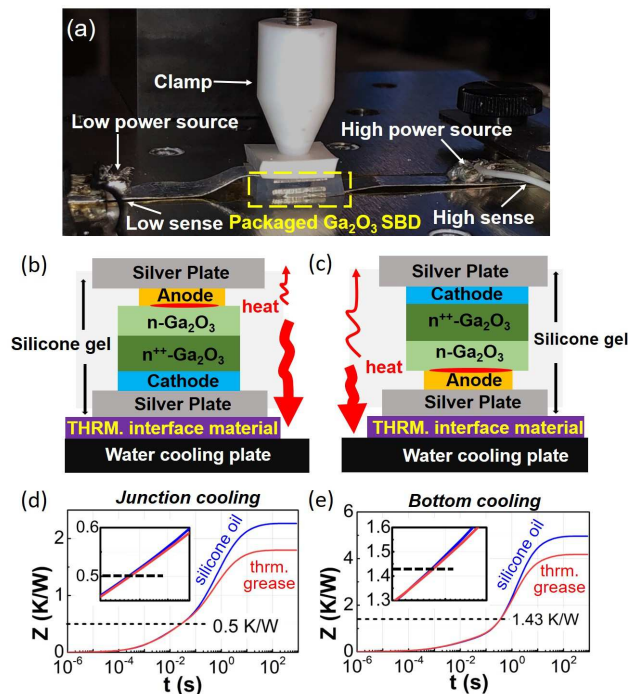 (a)
Clamp
Low power source
High power source
Low sense
Packaged Ga₂O₃ SBD
High sense
(b)
Silver Plate
Anode
heat
n-Ga₂O₃
n⁺⁺-Ga₂O₃
Cathode
Silver Plate
THRM. interface material
Water cooling plate
Silicone gel
(c)
Silver Plate
Cathode
n⁺⁺-Ga₂O₃
n-Ga₂O₃
heat
Anode
Silver Plate
THRM. interface material
Water cooling plate
Silicone gel
(d)
Junction cooling
Z (K/W)
2
1
0
0.6
0.5
silicone oil
thrm.
grease
0.5 K/W
10⁻⁶ 10⁻⁴ 10⁻² 10⁰ 10²
t (s)
(e)
Bottom cooling
Z (K/W)
6
4
2
0
1.6
1.5
1.4
1.3
silicone oil
thrm.
grease
1.43 K/W
10⁻⁶ 10⁻⁴ 10⁻² 10⁰ 10²
t (s)